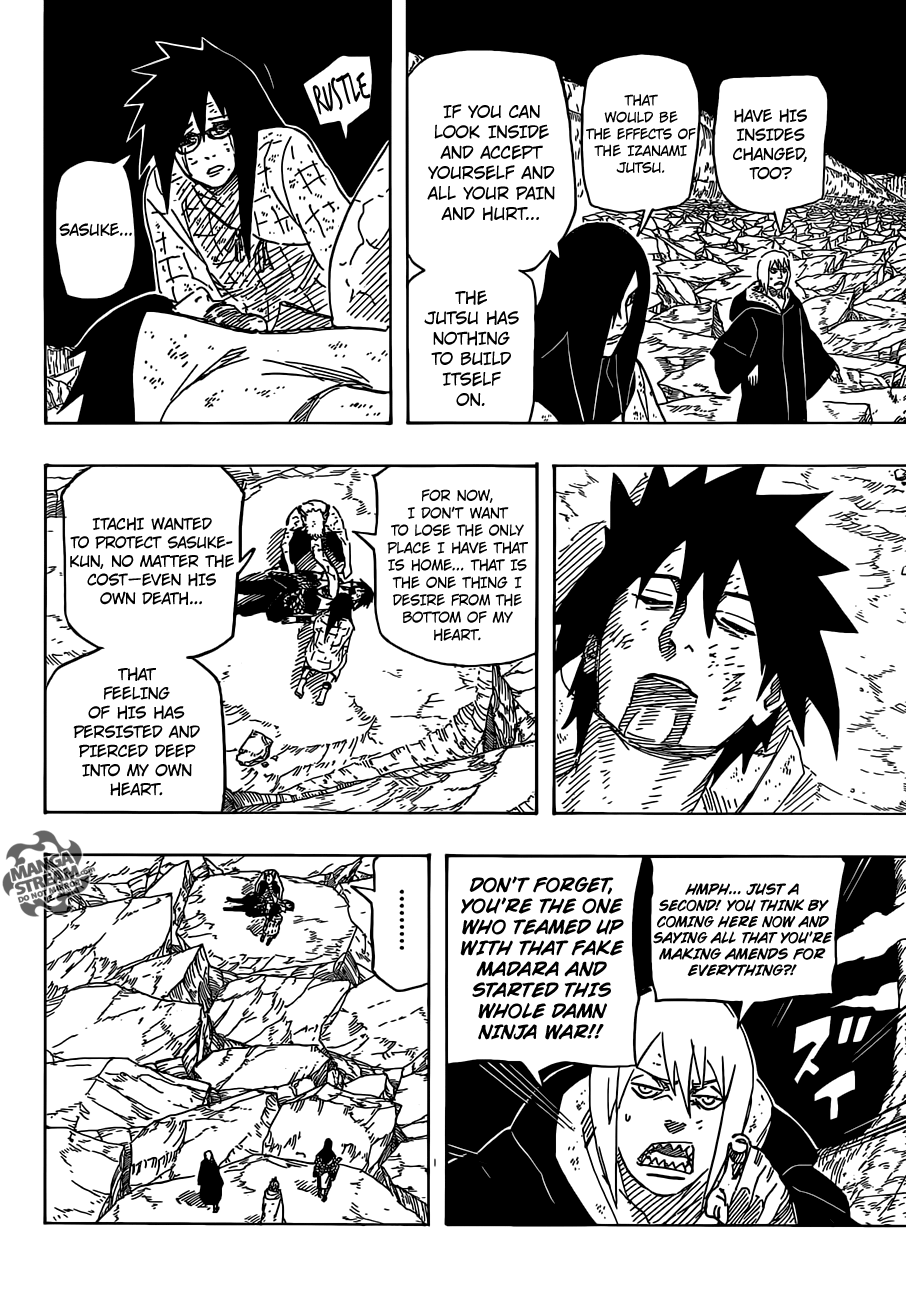 HAVE HIS
INSIDES
CHANGED,
TOO?
THAT
WOULD BE
THE EFFECTS OF
THE IZANAMI
JUTSU.
IF YOU CAN
LOOK INSIDE
AND ACCEPT
YOURSELF AND
ALL YOUR PAIN
AND HURT...
THE
JUTSU HAS
NOTHING
TO BUILD
ITSELF
ON.
RUSTLE
SASUKE...
FOR NOW,
I DON'T WANT
TO LOSE THE ONLY
PLACE I HAVE THAT
IS HOME... THAT IS
THE ONE THING I
DESIRE FROM THE
BOTTOM OF MY
HEART.
ITACHI WANTED
TO PROTECT SASUKE-
KUN, NO MATTER THE
COST—EVEN HIS
OWN DEATH...
THAT
FEELING
OF HIS HAS
PERSISTED AND
PIERCED DEEP
INTO MY OWN
HEART.
HMPH... JUST A
SECOND! YOU THINK BY
COMING HERE NOW AND
SAYING ALL THAT YOU'RE
MAKING AMENDS FOR
EVERYTHING?!
DON'T FORGET,
YOU'RE THE ONE
WHO TEAMED UP
WITH THAT FAKE
MADARA AND
STARTED THIS
WHOLE DAMN
NINJA WAR!!
ズイ
.........
MANGA
STREAM
DO NOT MIRROR